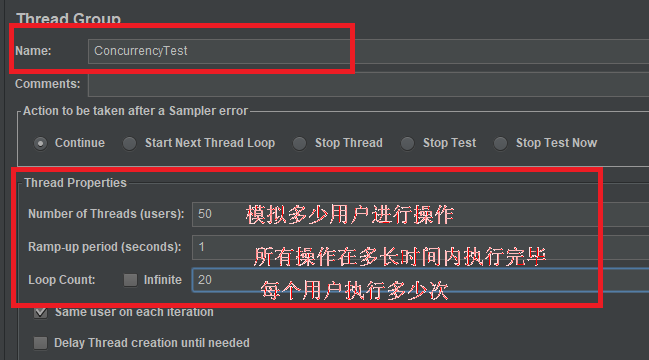 Thread Group
Name: ConcurrencyTest
Comments:
Action to be taken after a Sampler error
Continue Start Next Thread Loop Stop Thread Stop Test Stop Test Now
Thread Properties
Number of Threads (users): 50 模拟多少用户进行操作
Ramp-up period (seconds): 1
所有操作在多长时间内执行完毕
Loop Count: Infinite 20
每个用户执行多少次
Same user on each iteration
Delay Thread creation until needed